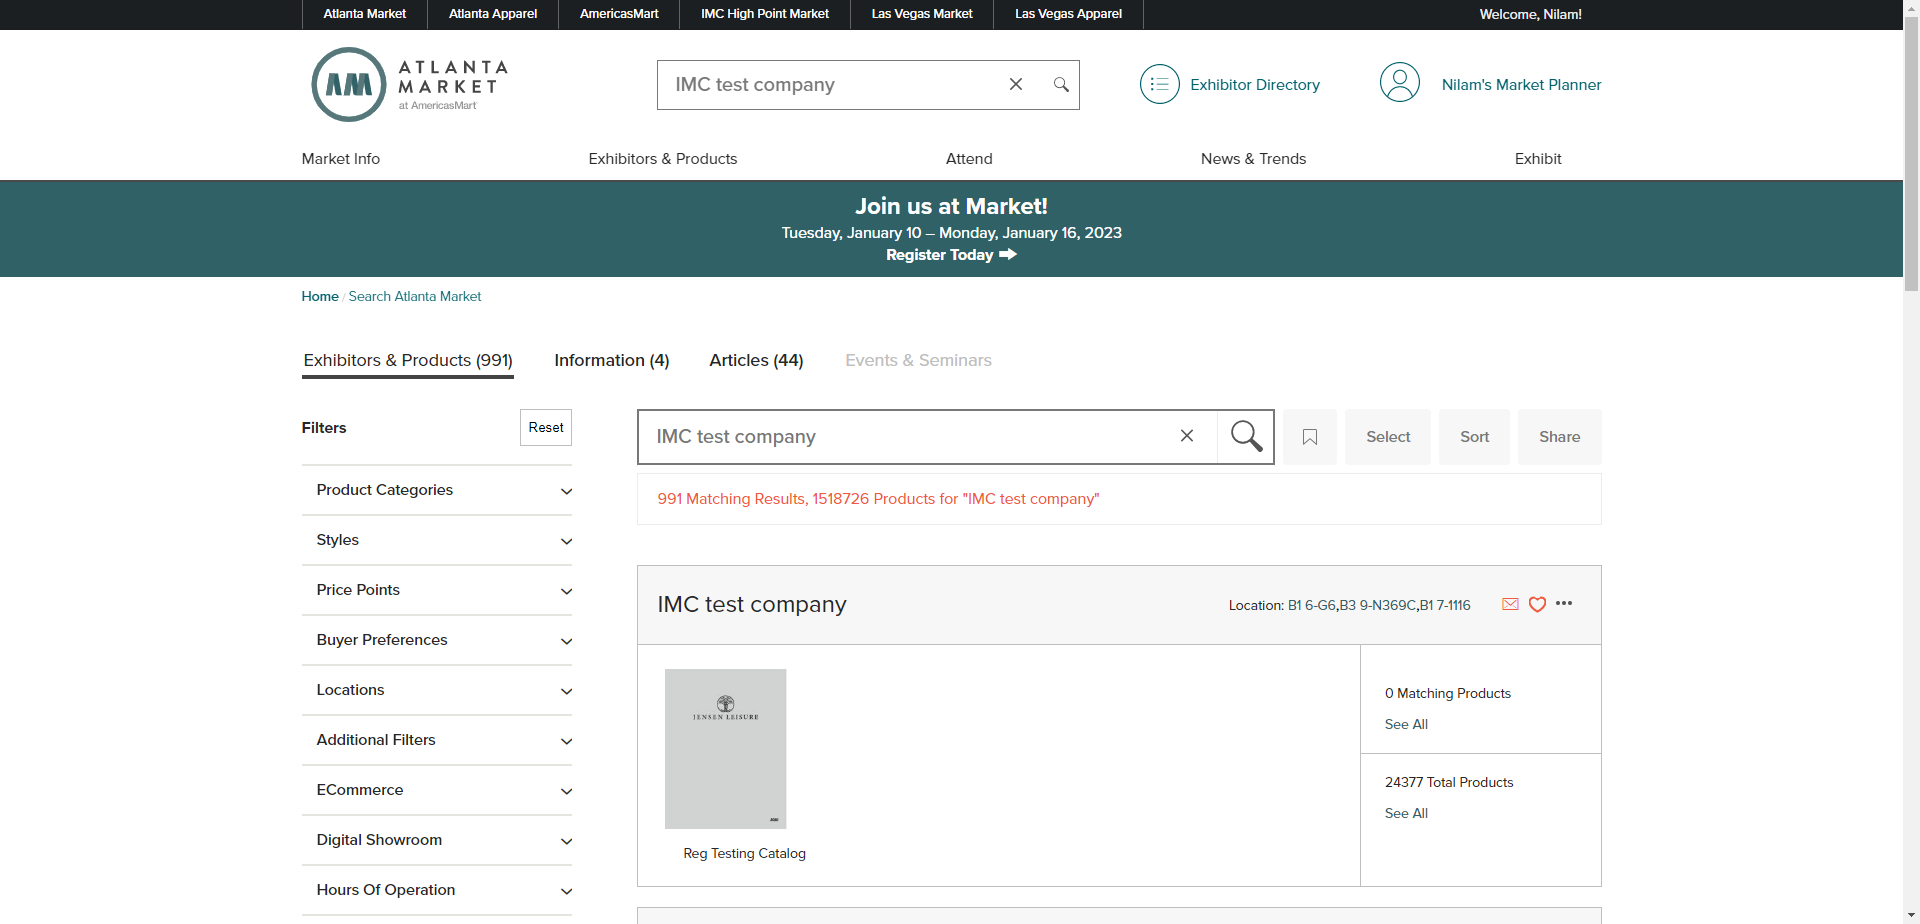 Atlanta Market
Atlanta Apparel
AmericasMart
IMC High Point Market
Las Vegas Market
Las Vegas Apparel
Welcome, Nilam!
ATLANTA
MARKET
at AmericasMart
IMC test company
Exhibitor Directory
Nilam's Market Planner
Market Info
Exhibitors & Products
Attend
News & Trends
Exhibit
Join us at Market!
Tuesday, January 10 – Monday, January 16, 2023
Register Today
Home / Search Atlanta Market
Exhibitors & Products (991)
Information (4)
Articles (44)
Events & Seminars
Filters
Reset
Product Categories
Styles
Price Points
Buyer Preferences
Locations
Additional Filters
ECommerce
Digital Showroom
Hours Of Operation
IMC test company
Select
Sort
Share
991 Matching Results, 1518726 Products for "IMC test company"
IMC test company
Location: B1 6-G6,B3 9-N369C,B1 7-1116
JENSEN LEISURE
Reg Testing Catalog
0 Matching Products
See All
24377 Total Products
See All